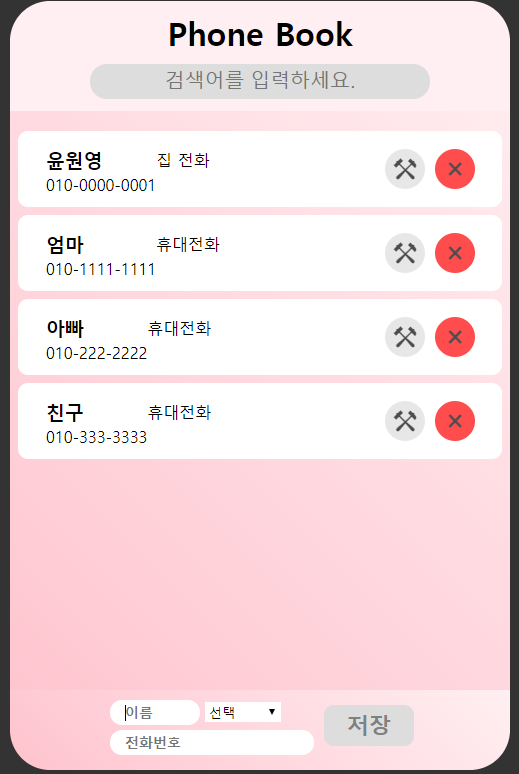 Phone Book
검색어를 입력하세요.
윤원영 집 전화
010-0000-0001
엄마 휴대전화
010-1111-1111
아빠 휴대전화
010-222-2222
친구 휴대전화
010-333-3333
이름 선택
전화번호
저장